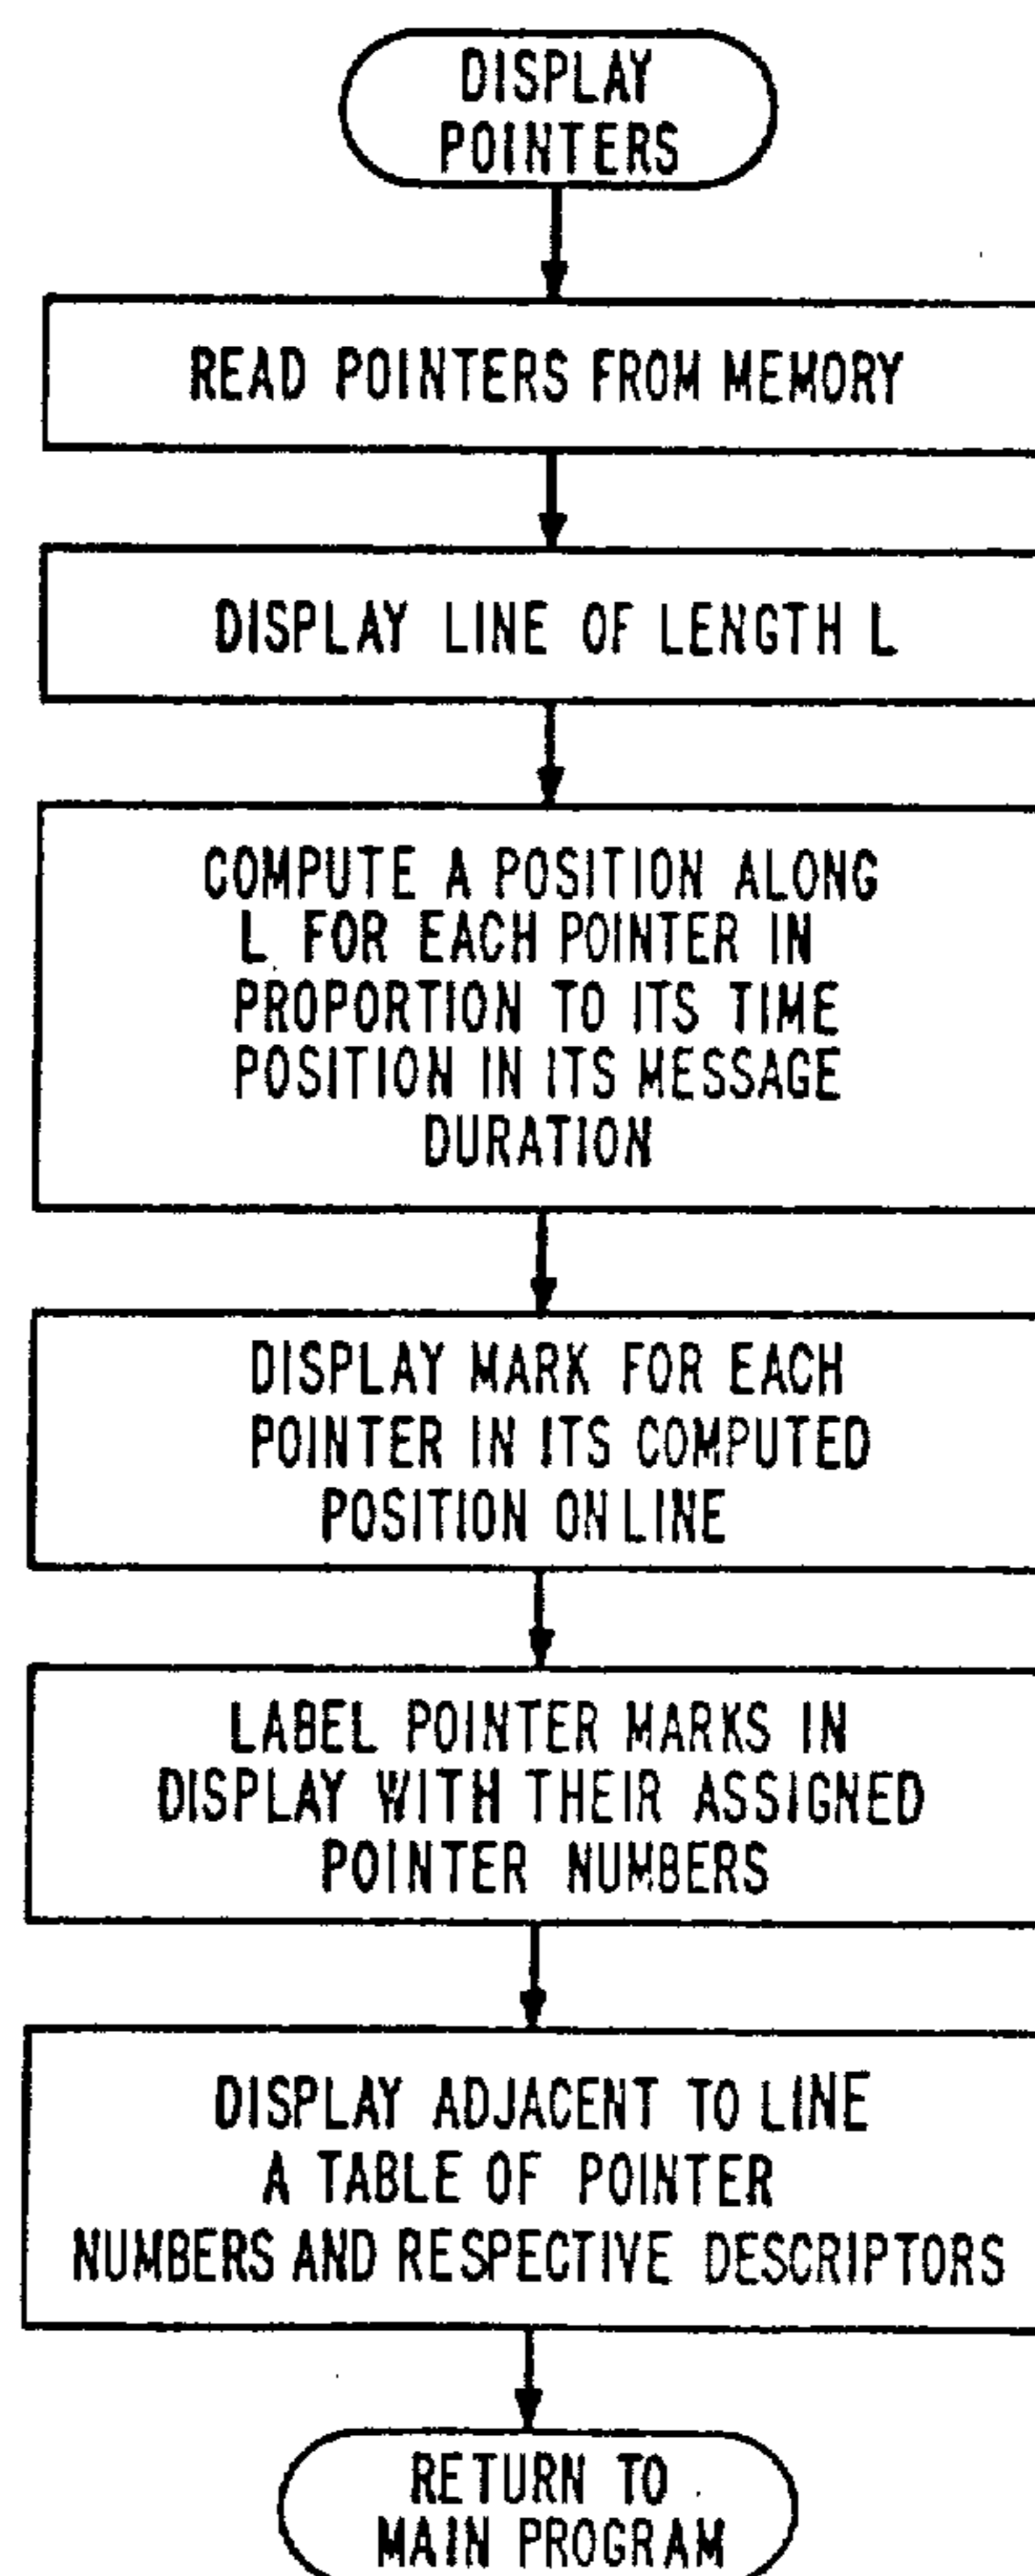 DISPLAY
POINTERS
READ POINTERS FROM MEMORY
DISPLAY LINE OF LENGTH L
COMPUTE A POSITION ALONG
L FOR EACH POINTER IN
PROPORTION TO ITS TIME
POSITION IN ITS MESSAGE
DURATION
DISPLAY MARK FOR EACH
POINTER IN ITS COMPUTED
POSITION ON LINE
LABEL POINTER MARKS IN
DISPLAY WITH THEIR ASSIGNED
POINTER NUMBERS
DISPLAY ADJACENT TO LINE
A TABLE OF POINTER
NUMBERS AND RESPECTIVE DESCRIPTORS
RETURN TO
MAIN PROGRAM